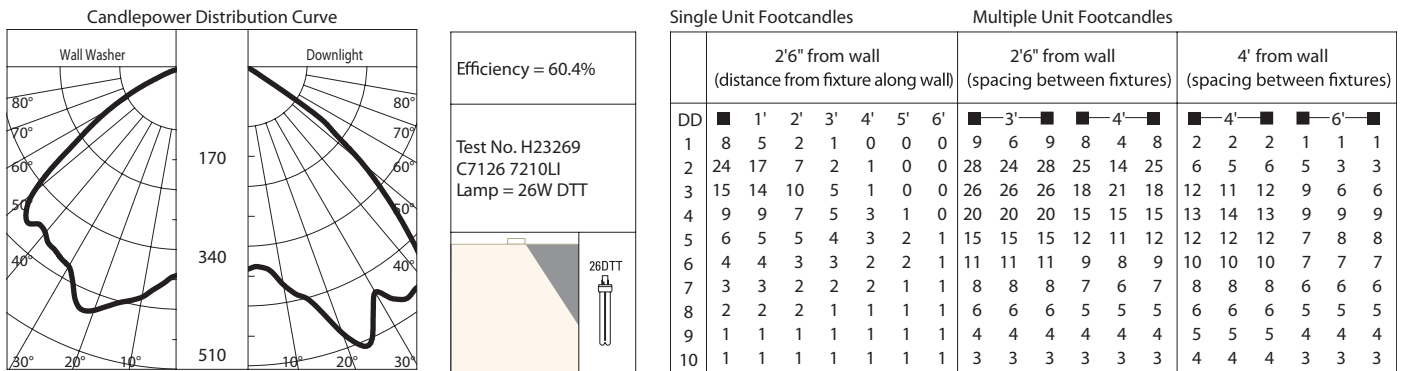 Candlepower Distribution Curve
Wall Washer
Downlight
80°
70°
60°
50°
40°
30°
20°
10°
170
340
510
80°
70°
60°
50°
40°
10°
20°
30°
Efficiency = 60.4%
Test No. H23269
C7126 7210LI
Lamp = 26W DTT
26DTT
Single Unit Footcandles
Multiple Unit Footcandles
2'6" from wall
(distance from fixture along wall)
2'6" from wall
(spacing between fixtures)
4' from wall
(spacing between fixtures)
DD ■ 1' 2' 3' 4' 5' 6' ■ 3' ■ ■ 4' ■ ■ 4' ■ ■ 6' ■
1 8 5 2 1 0 0 0 9 6 9 8 4 8 2 2 2 1 1 1
2 24 17 7 2 1 0 0 28 24 28 25 14 25 6 5 6 5 3 3
3 15 14 10 5 1 0 0 26 26 26 18 21 18 12 11 12 9 6 6
4 9 9 7 5 3 1 0 20 20 20 15 15 15 13 14 13 9 9 9
5 6 5 5 4 3 2 1 15 15 15 12 11 12 12 12 12 7 8 8
6 4 4 3 3 2 2 1 11 11 11 9 8 9 10 10 10 7 7 7
7 3 3 2 2 2 1 1 8 8 8 7 6 7 8 8 8 6 6 6
8 2 2 2 1 1 1 1 6 6 6 5 5 5 6 6 6 5 5 5
9 1 1 1 1 1 1 1 4 4 4 4 4 4 5 5 5 4 4 4
10 1 1 1 1 1 1 1 3 3 3 3 3 3 4 4 4 3 3 3